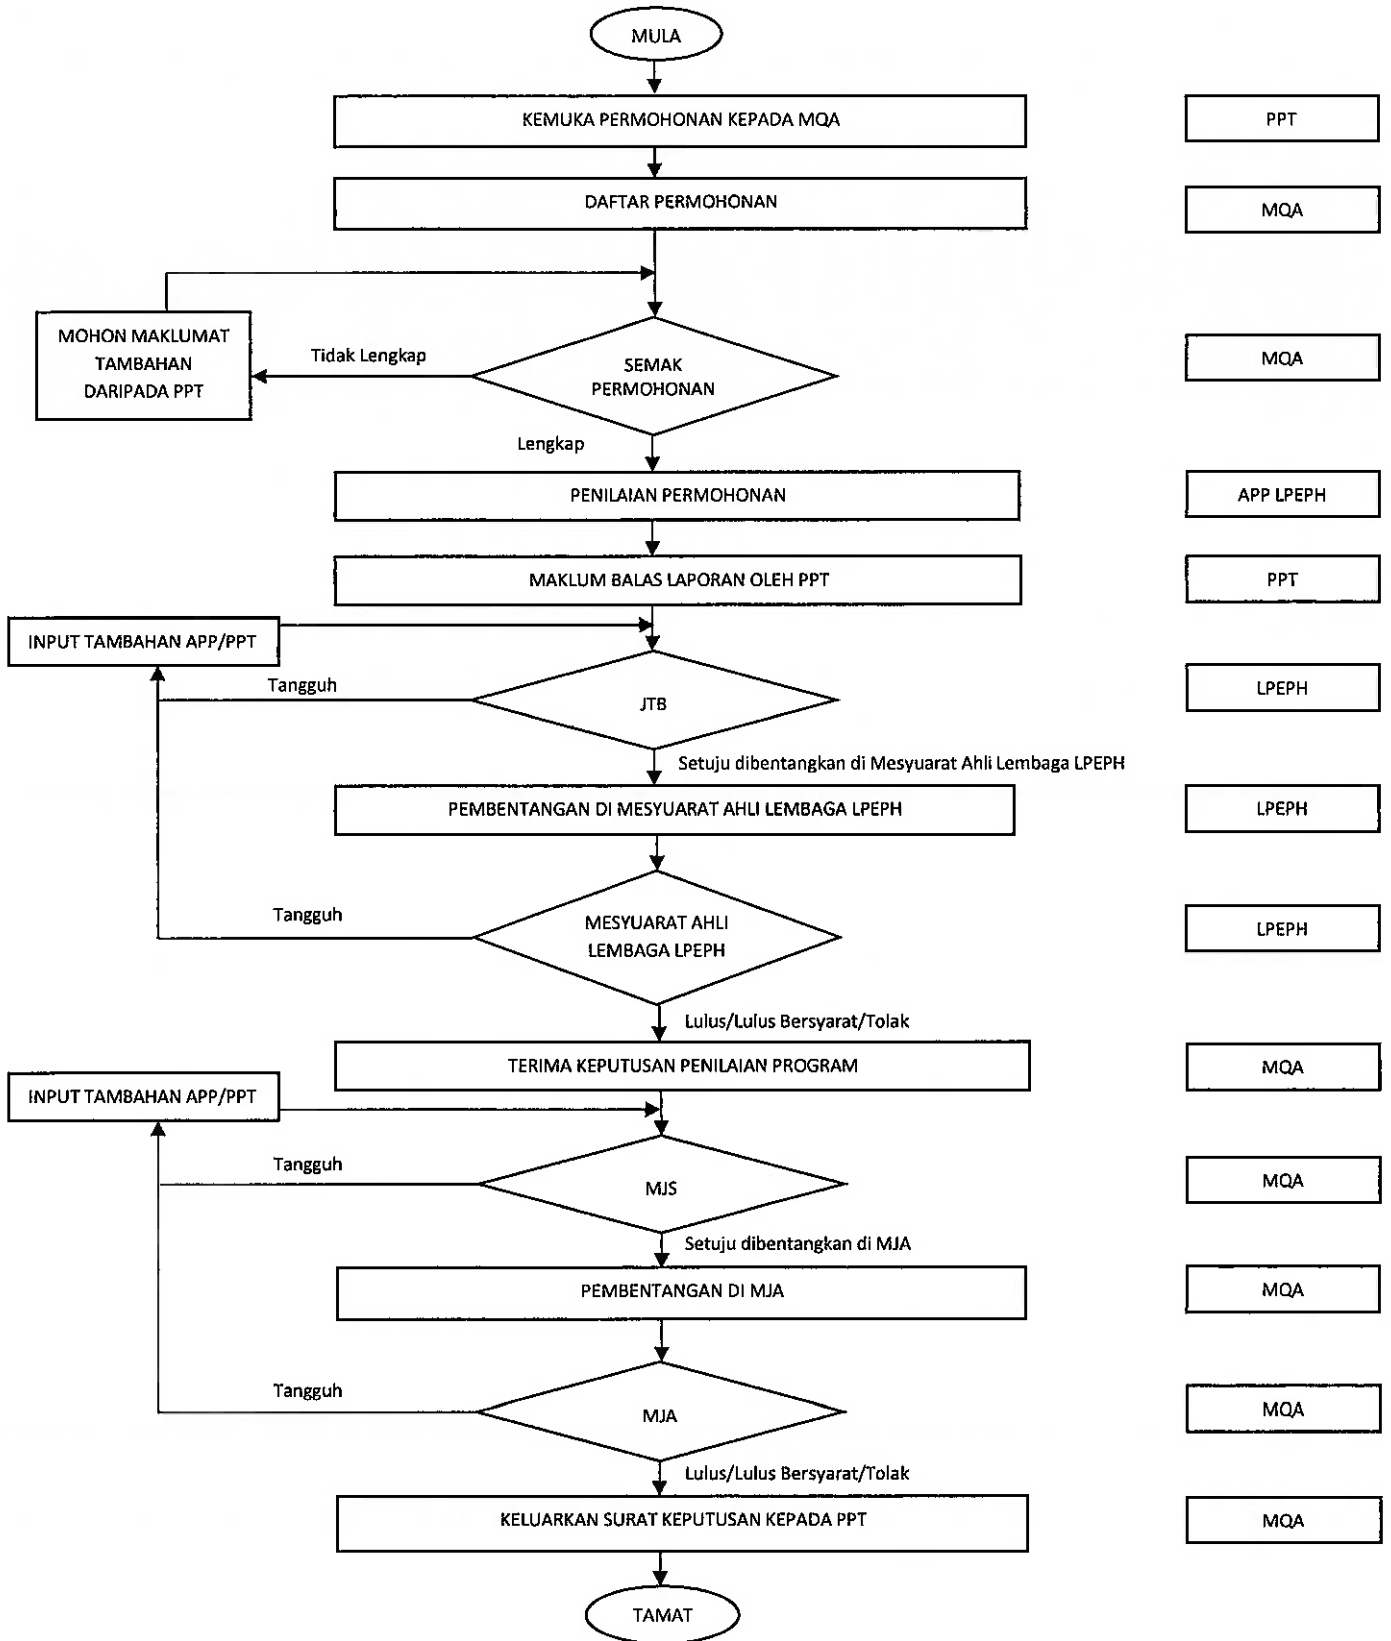 MULA
KEMUKA PERMOHONAN KEPADA MQA
PPT
DAFTAR PERMOHONAN
MQA
MOHON MAKLUMAT
TAMBAHAN
DARIPADA PPT
Tidak Lengkap
SEMAK
PERMOHONAN
MQA
Lengkap
PENILAIAN PERMOHONAN
APP LPEPH
MAKLUM BALAS LAPORAN OLEH PPT
PPT
INPUT TAMBAHAN APP/PPT
Tangguh
JTB
LPEPH
Setuju dibentangkan di Mesyuarat Ahli Lembaga LPEPH
PEMBENTANGAN DI MESYUARAT AHLI LEMBAGA LPEPH
LPEPH
Tangguh
MESYUARAT AHLI
LEMBAGA LPEPH
LPEPH
Lulus/Lulus Bersyarat/Tolak
TERIMA KEPUTUSAN PENILAIAN PROGRAM
MQA
INPUT TAMBAHAN APP/PPT
Tangguh
MJS
MQA
Setuju dibentangkan di MJA
PEMBENTANGAN DI MJA
MQA
Tangguh
MJA
MQA
Lulus/Lulus Bersyarat/Tolak
KELUARKAN SURAT KEPUTUSAN KEPADA PPT
MQA
TAMAT